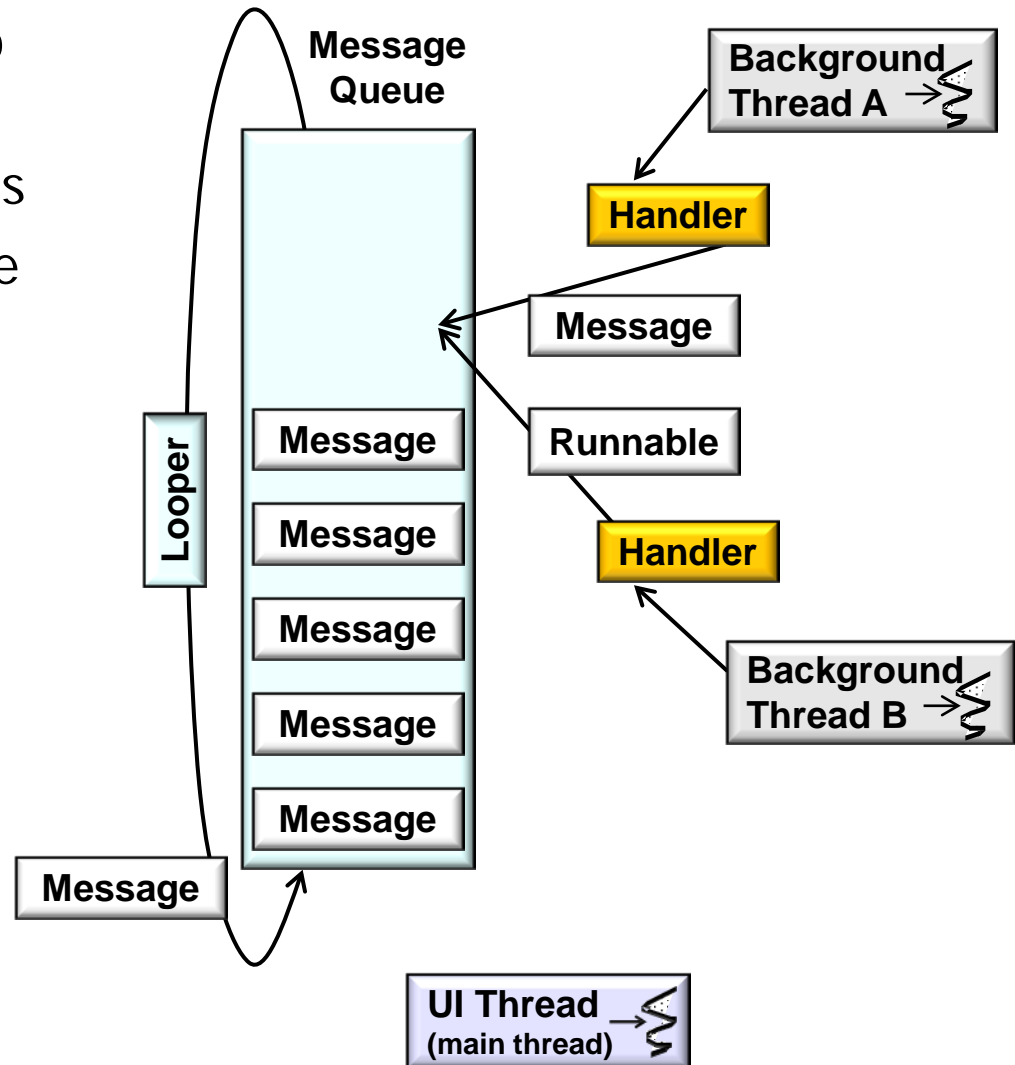 Message
Queue
Background
Thread A
Handler
Message
Message
Runnable
Looper
Message
Handler
Message
Message
Background
Thread B
Message
Message
UI Thread
(main thread)